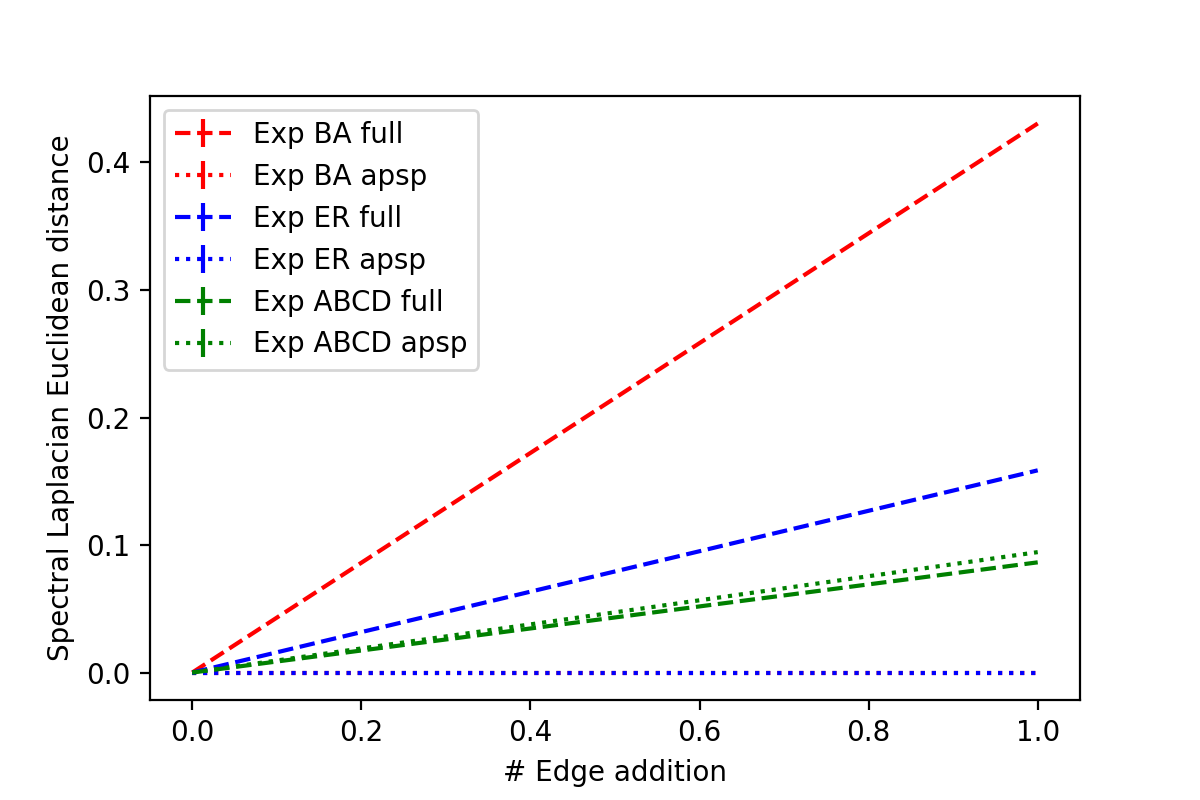 Exp BA full
Exp BA apsp
Exp ER full
Exp ER apsp
Exp ABCD full
Exp ABCD apsp
Spectral Laplacian Euclidean distance
0.4
0.3
0.2
0.1
0.0
0.0 0.2 0.4 0.6 0.8 1.0
# Edge addition